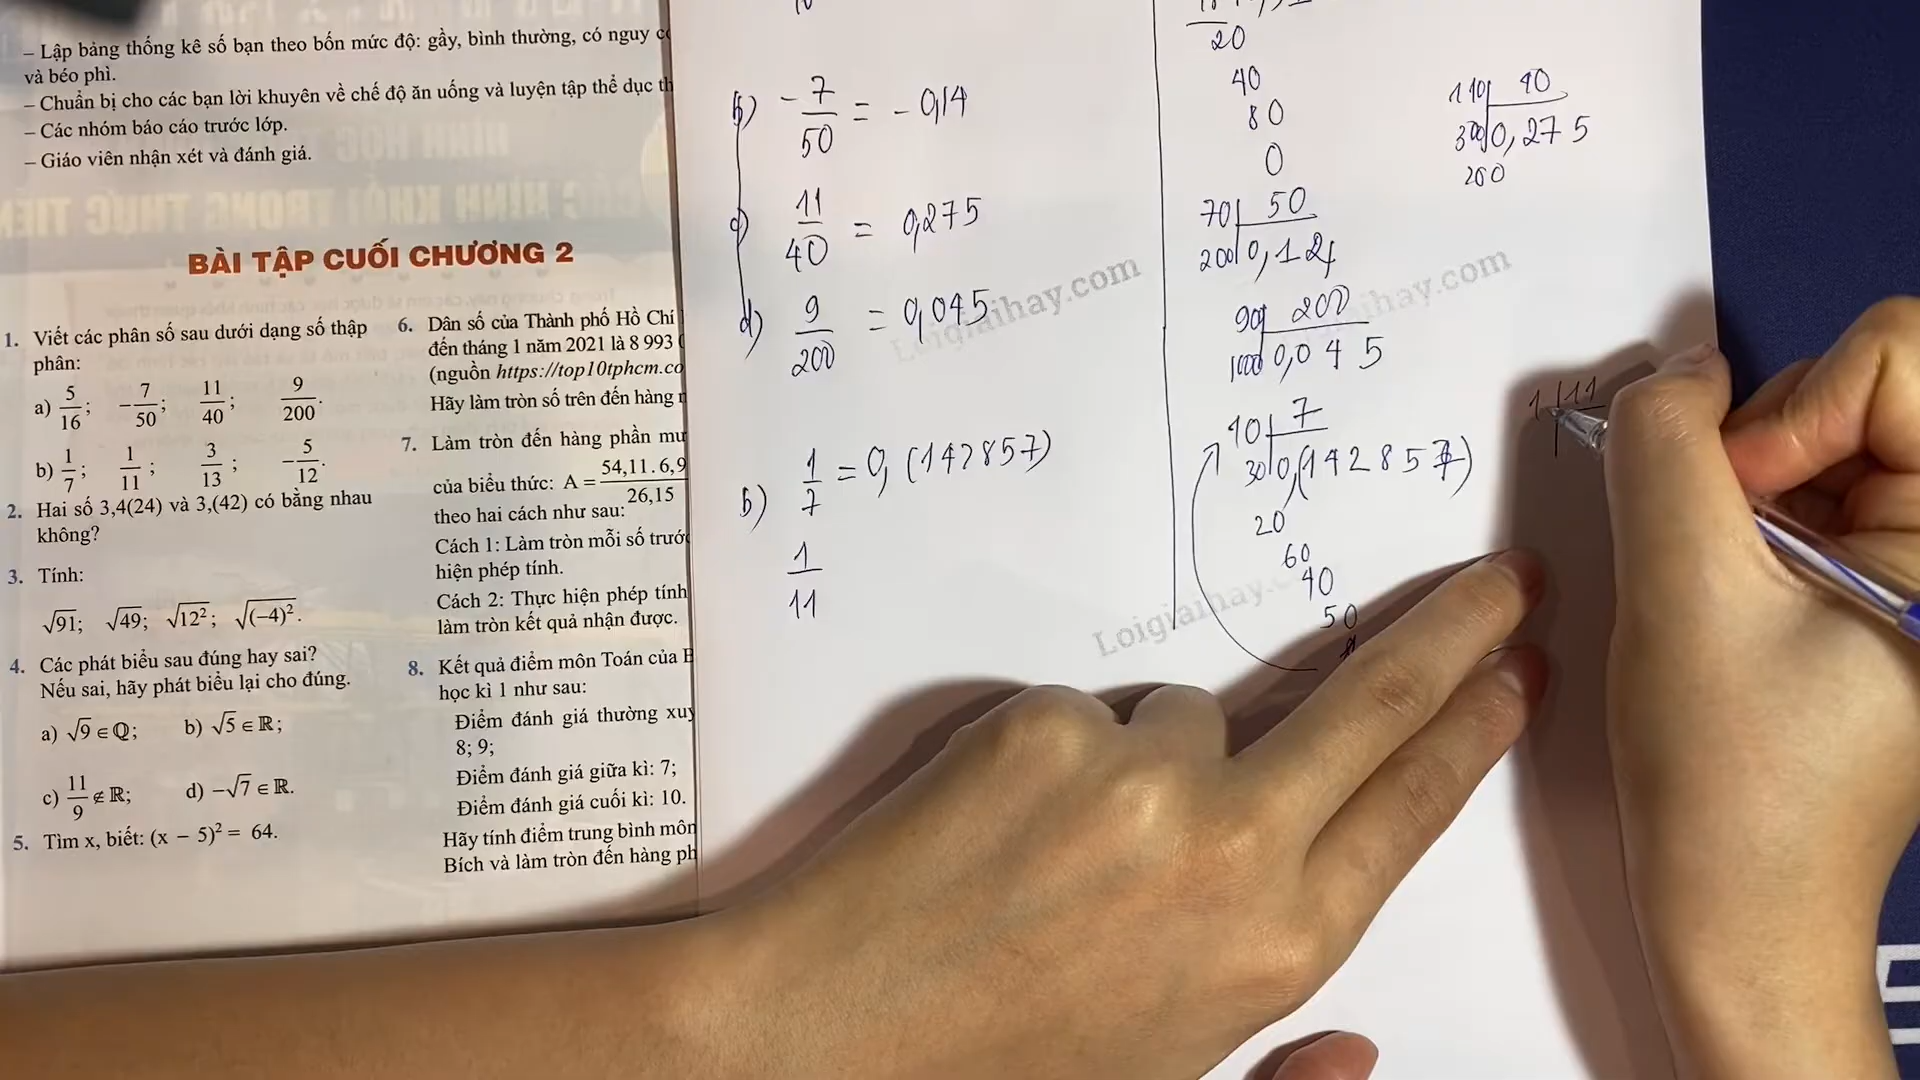 – Lập bảng thống kê số bạn theo bốn mức độ: gầy, bình thường, có nguy
và béo phì.
– Chuẩn bị cho các bạn lời khuyên về chế độ ăn uống và luyện tập thể dục
– Các nhóm báo cáo trước lớp.
– Giáo viên nhận xét và đánh giá.
BÀI TẬP CUỐI CHƯƠNG 2
1. Viết các phân số sau dưới dạng số thập
phân:
a) 5/16; -7/50; 11/40; 9/200.
b) 1/7; 1/11; 3/13; -5/12.
2. Hai số 3,4(24) và 3,(42) có bằng nhau
không?
3. Tính:
√91; √49; √12²; √(–4)².
4. Các phát biểu sau đúng hay sai?
Nếu sai, hãy phát biểu lại cho đúng.
a) √9 ∈ ℚ; b) √5 ∈ ℝ;
c) 11/9 ∉ ℝ; d) –√7 ∈ ℝ.
5. Tìm x, biết: (x – 5)² = 64.
6. Dân số của Thành phố Hồ Chí
đến tháng 1 năm 2021 là 8 993
(nguồn https://top10tphcm.co
Hãy làm tròn số trên đến hàng
7. Làm tròn đến hàng phần mư
của biểu thức: A = 54,11 . 6,9/26,15
theo hai cách như sau:
Cách 1: Làm tròn mỗi số trước
hiện phép tính.
Cách 2: Thực hiện phép tính
làm tròn kết quả nhận được.
8. Kết quả điểm môn Toán của B
học kì 1 như sau:
Điểm đánh giá thường xuy
8; 9;
Điểm đánh giá giữa kì: 7;
Điểm đánh giá cuối kì: 10.
Hãy tính điểm trung bình môn
Bích và làm tròn đến hàng ph
-7/50 = -0,14
11/40 = 0,275
d) 9/200 = 0,045
b) 1/7 = 0,(142857)
1/11
20
40
80
0
70 50
200 0,14
90 200
1000 0,045
10 7
30 0,(142857)
20
60
40
50
110 40
300 0,275
200
1 11
Loigiaihay.com
Loigiaihay.com
Loigiaihay.com